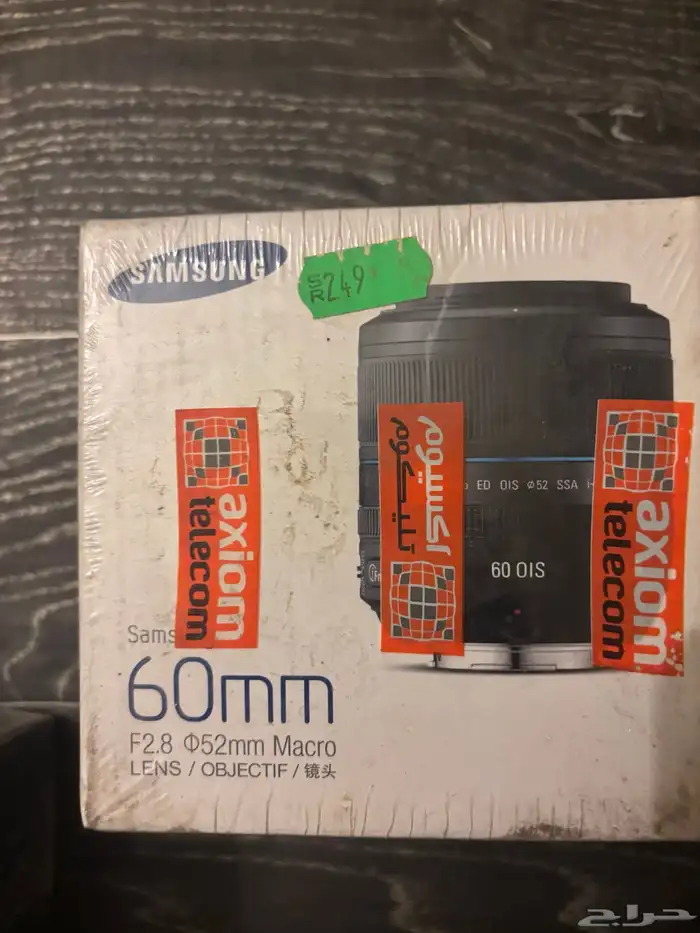 SAMSUNG
SR249
axiom
telecom
اكسيوم
تيليكوم
ED OIS Ø52 SSA i-
60 OIS
axiom
telecom
Sams
60mm
F2.8 Φ52mm Macro
LENS / OBJECTIF / 镜头
حراج